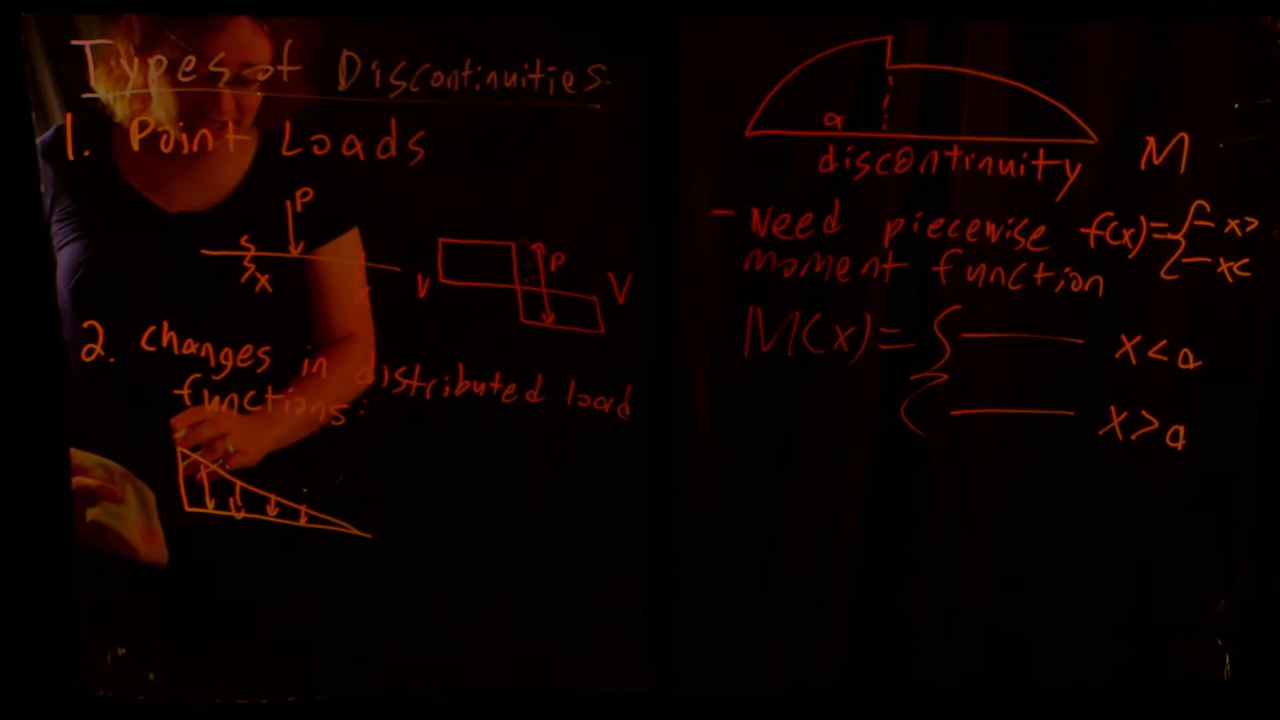 Types of Discontinuities.
1. Point Loads
P
x
V
P
V
2. Changes in distributed load
functions:
a
discontinuity
M
- Need piecewise f(x)={— x>
moment function {— x<
M(x)={——— x<a
——— x>a